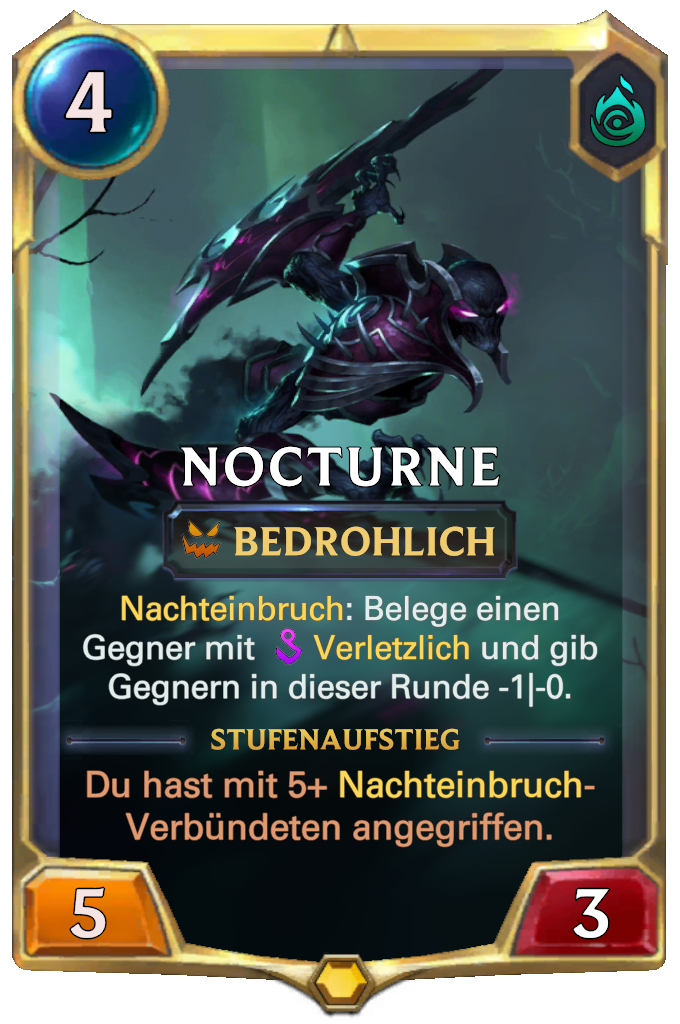 4
NOCTURNE
BEDROHLICH
Nachteinbruch: Belege einen
Gegner mit Verletzlich und gib
Gegnern in dieser Runde -1|-0.
STUFENAUFSTIEG
Du hast mit 5+ Nachteinbruch-
Verbündeten angegriffen.
5
3